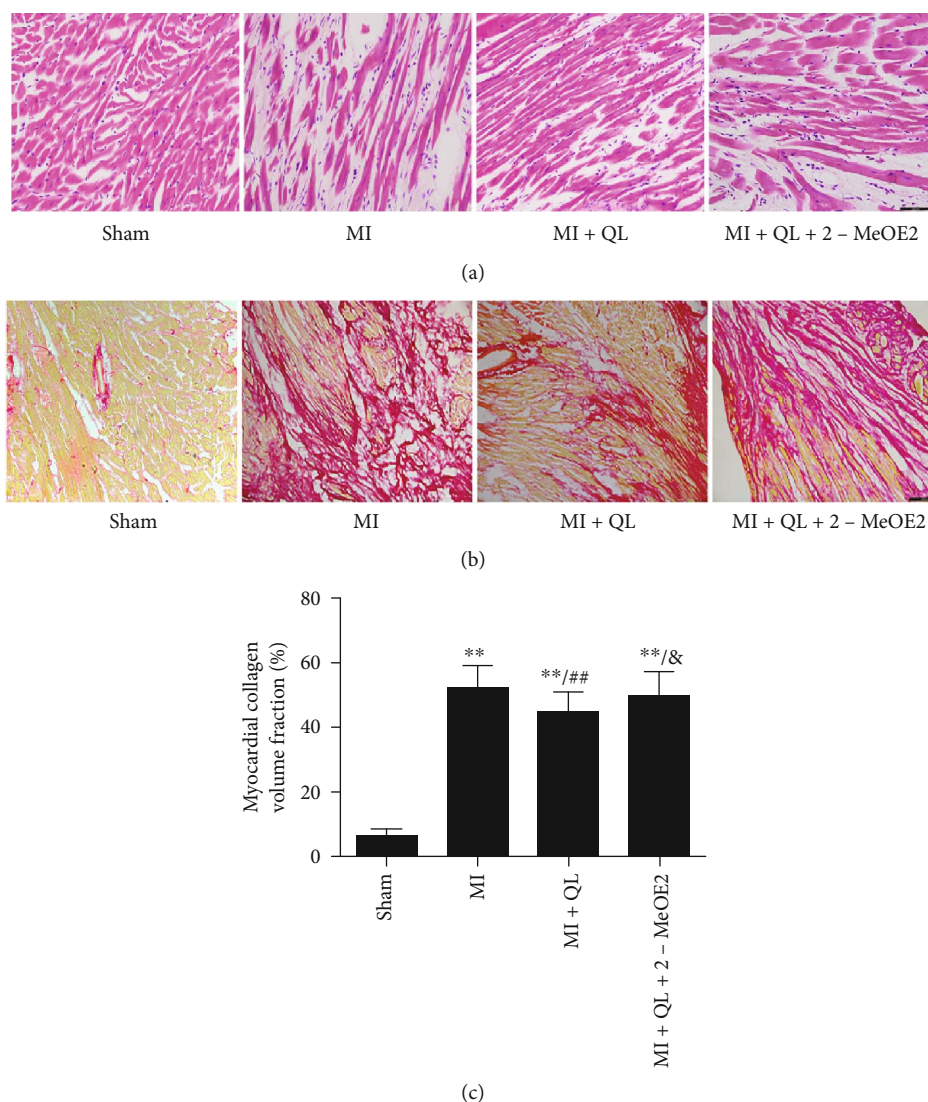 Sham MI MI + QL MI + QL + 2 – MeOE2
(a)
Sham MI MI + QL MI + QL + 2 – MeOE2
(b)
Myocardial collagen
volume fraction (%)
80
60
40
20
0
**
**/##
**/&
Sham
MI
MI + QL
MI + QL + 2 – MeOE2
(c)